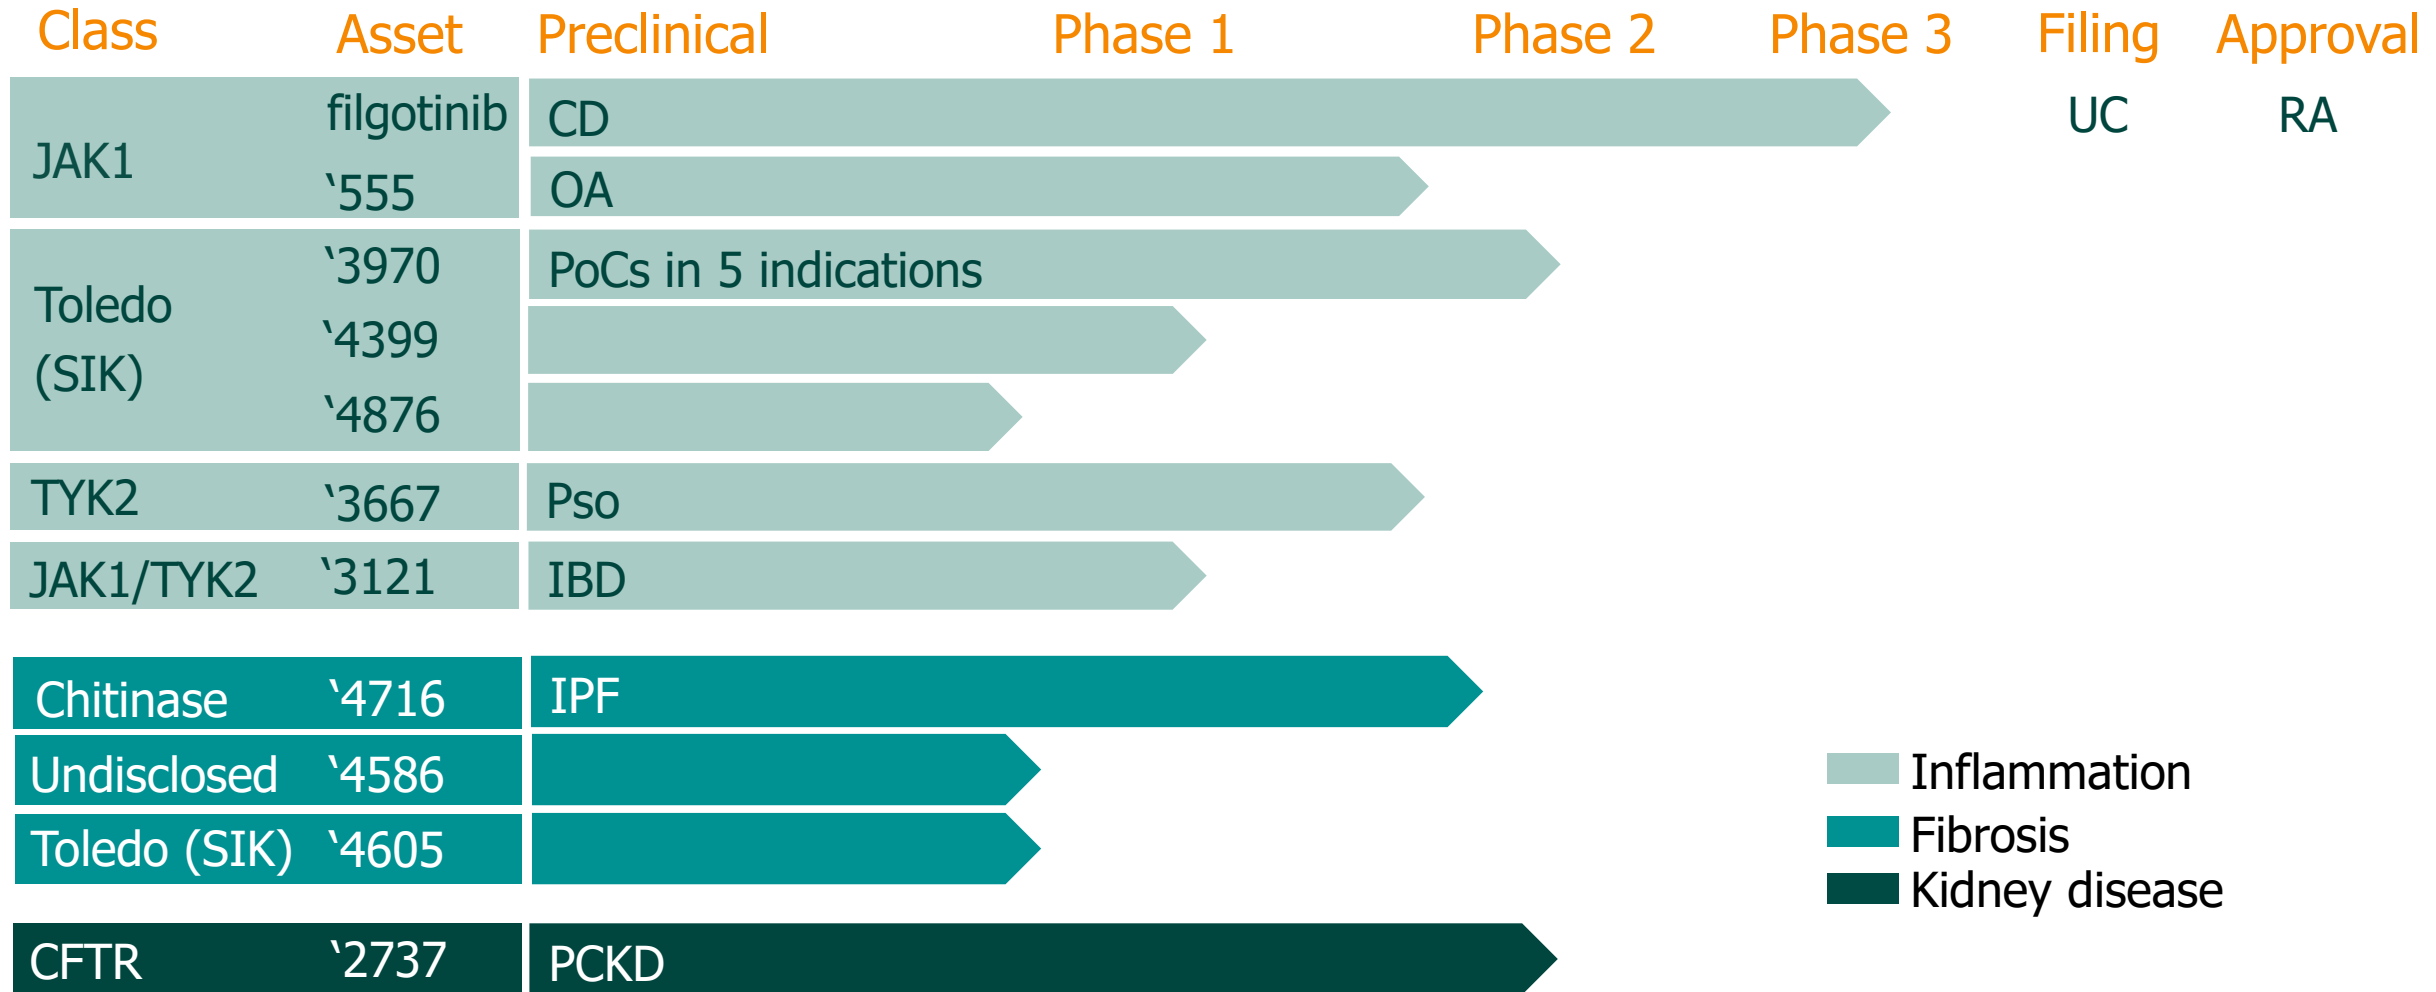 Class Asset Preclinical Phase 1 Phase 2 Phase 3 Filing Approval
JAK1 filgotinib CD UC RA
‘555 OA
Toledo
(SIK)
‘3970 PoCs in 5 indications
‘4399
‘4876
TYK2 ‘3667 Pso
JAK1/TYK2 ‘3121 IBD
Chitinase ‘4716 IPF
Undisclosed ‘4586
Toledo (SIK) ‘4605
CFTR ‘2737 PCKD
Inflammation
Fibrosis
Kidney disease